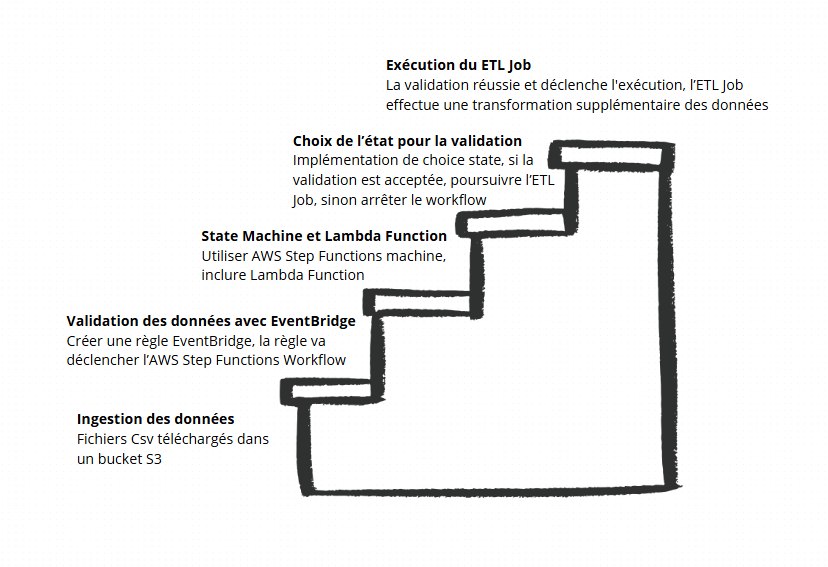 Exécution du ETL Job
La validation réussie et déclenche l'exécution, l’ETL Job
effectue une transformation supplémentaire des données
Choix de l’état pour la validation
Implémentation de choice state, si la
validation est acceptée, poursuivre l’ETL
Job, sinon arrêter le workflow
State Machine et Lambda Function
Utiliser AWS Step Functions machine,
inclure Lambda Function
Validation des données avec EventBridge
Créer une règle EventBridge, la règle va
déclencher l’AWS Step Functions Workflow
Ingestion des données
Fichiers Csv téléchargés dans
un bucket S3